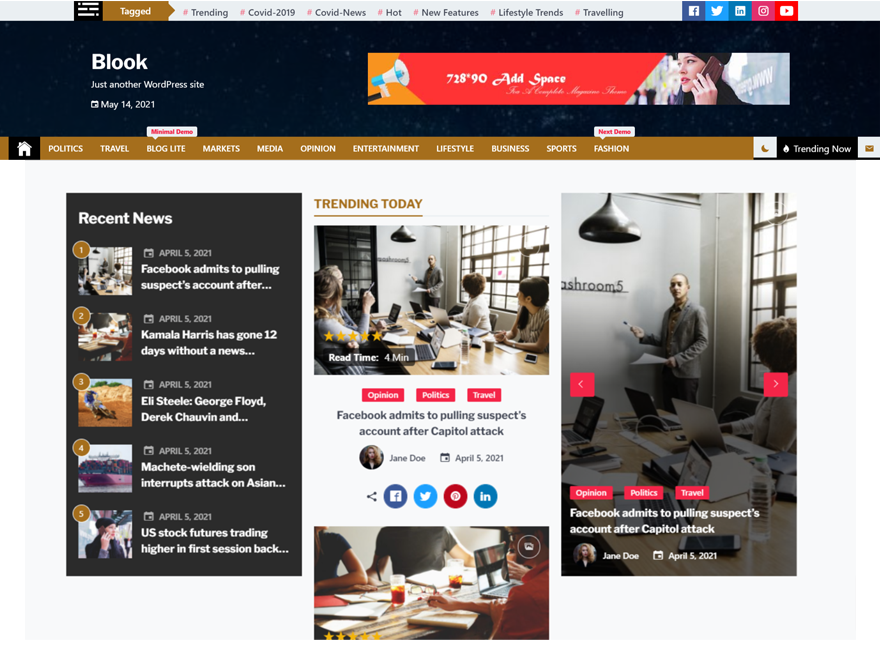 Tagged # Trending # Covid-2019 # Covid-News # Hot # New Features # Lifestyle Trends # Travelling
Blook
Just another WordPress site
May 14, 2021
728*90 Add Space
For A Complete Magazine Theme
www
Minimal Demo Next Demo
POLITICS TRAVEL BLOG LITE MARKETS MEDIA OPINION ENTERTAINMENT LIFESTYLE BUSINESS SPORTS FASHION Trending Now
Recent News
1
APRIL 5, 2021
Facebook admits to pulling
suspect's account after...
2
APRIL 5, 2021
Kamala Harris has gone 12
days without a news...
3
APRIL 5, 2021
Eli Steele: George Floyd,
Derek Chauvin and...
4
APRIL 5, 2021
Machete-wielding son
interrupts attack on Asian...
5
APRIL 5, 2021
US stock futures trading
higher in first session back...
TRENDING TODAY
Read Time: 4 Min
Opinion Politics Travel
Facebook admits to pulling suspect's
account after Capitol attack
Jane Doe April 5, 2021
ashroom5
Opinion Politics Travel
Facebook admits to pulling suspect's
account after Capitol attack
Jane Doe April 5, 2021